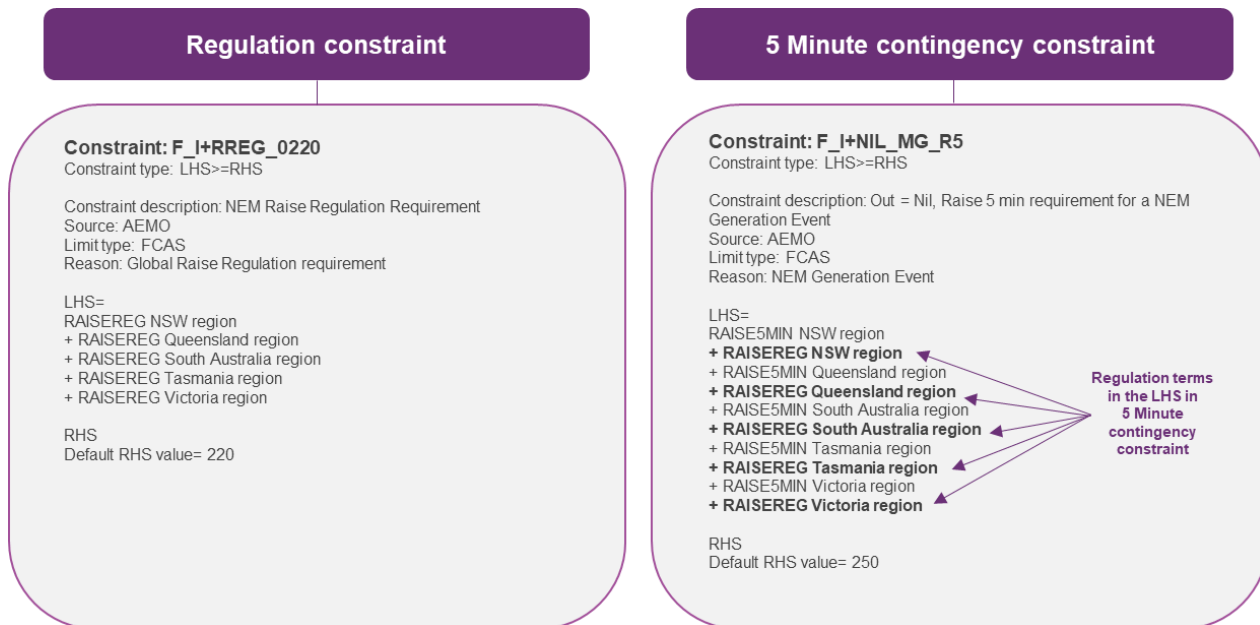 Regulation constraint
Constraint: F_I+RREG_0220
Constraint type: LHS>=RHS
Constraint description: NEM Raise Regulation Requirement
Source: AEMO
Limit type: FCAS
Reason: Global Raise Regulation requirement
LHS=
RAISEREG NSW region
+ RAISEREG Queensland region
+ RAISEREG South Australia region
+ RAISEREG Tasmania region
+ RAISEREG Victoria region
RHS
Default RHS value= 220
5 Minute contingency constraint
Constraint: F_I+NIL_MG_R5
Constraint type: LHS>=RHS
Constraint description: Out = Nil, Raise 5 min requirement for a NEM
Generation Event
Source: AEMO
Limit type: FCAS
Reason: NEM Generation Event
LHS=
RAISE5MIN NSW region
+ RAISEREG NSW region
+ RAISE5MIN Queensland region
+ RAISEREG Queensland region
+ RAISE5MIN South Australia region
+ RAISEREG South Australia region
+ RAISE5MIN Tasmania region
+ RAISEREG Tasmania region
+ RAISE5MIN Victoria region
+ RAISEREG Victoria region
RHS
Default RHS value= 250
Regulation terms
in the LHS in
5 Minute
contingency
constraint